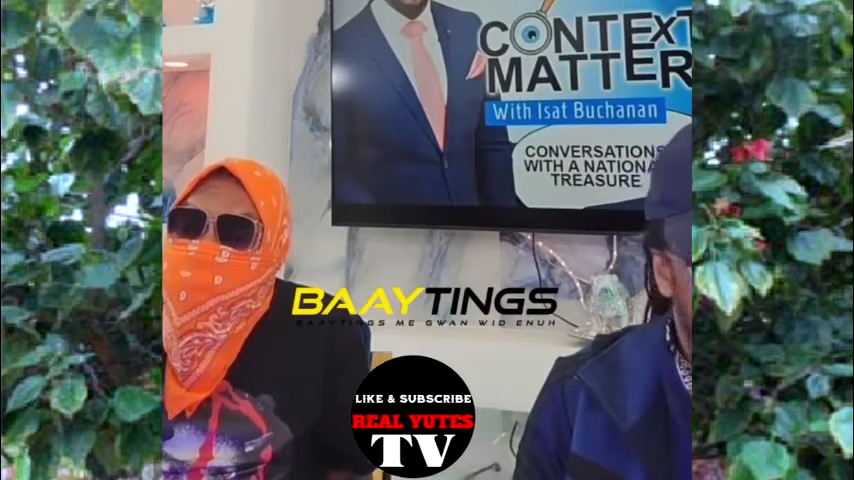 CONTEXT
MATTER
With Isat Buchanan
CONVERSATIONS
WITH A NATIONAL
TREASURE
BAAYTINGS
BAAYTINGS ME GWAN WID ENUH
LIKE & SUBSCRIBE
REAL YUTES
TV